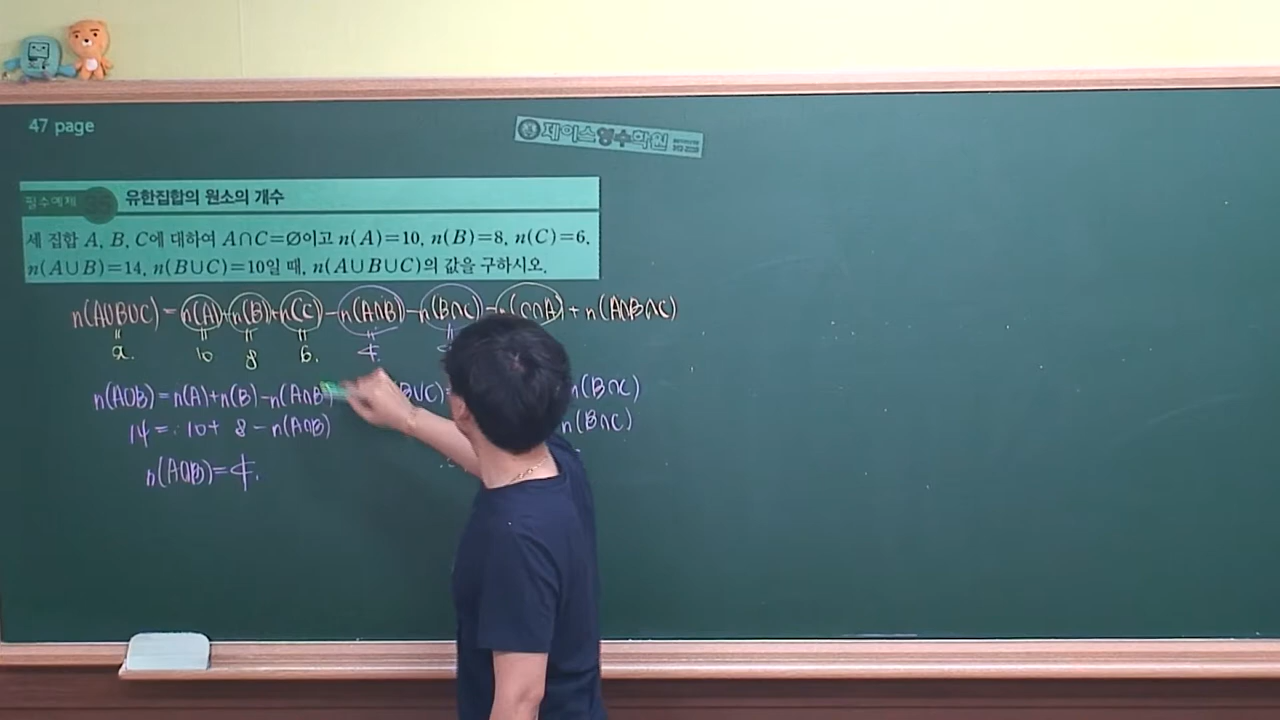 47 page
제이스영수학원
필수예제
유한집합의 원소의 개수
세 집합 A, B, C에 대하여 A∩C=∅이고 n(A)=10, n(B)=8, n(C)=6,
n(A∪B)=14, n(B∪C)=10일 때, n(A∪B∪C)의 값을 구하시오.
n(A∪B∪C)=n(A)+n(B)+n(C)-n(A∩B)-n(B∩C)-n(C∩A)+n(A∩B∩C)
10 8 6. 4.
n(A∪B)=n(A)+n(B)-n(A∩B) B∪C)= n(B∩C)
14 = 10+ 8-n(A∩B) n(B∩C)
n(A∩B)=4.